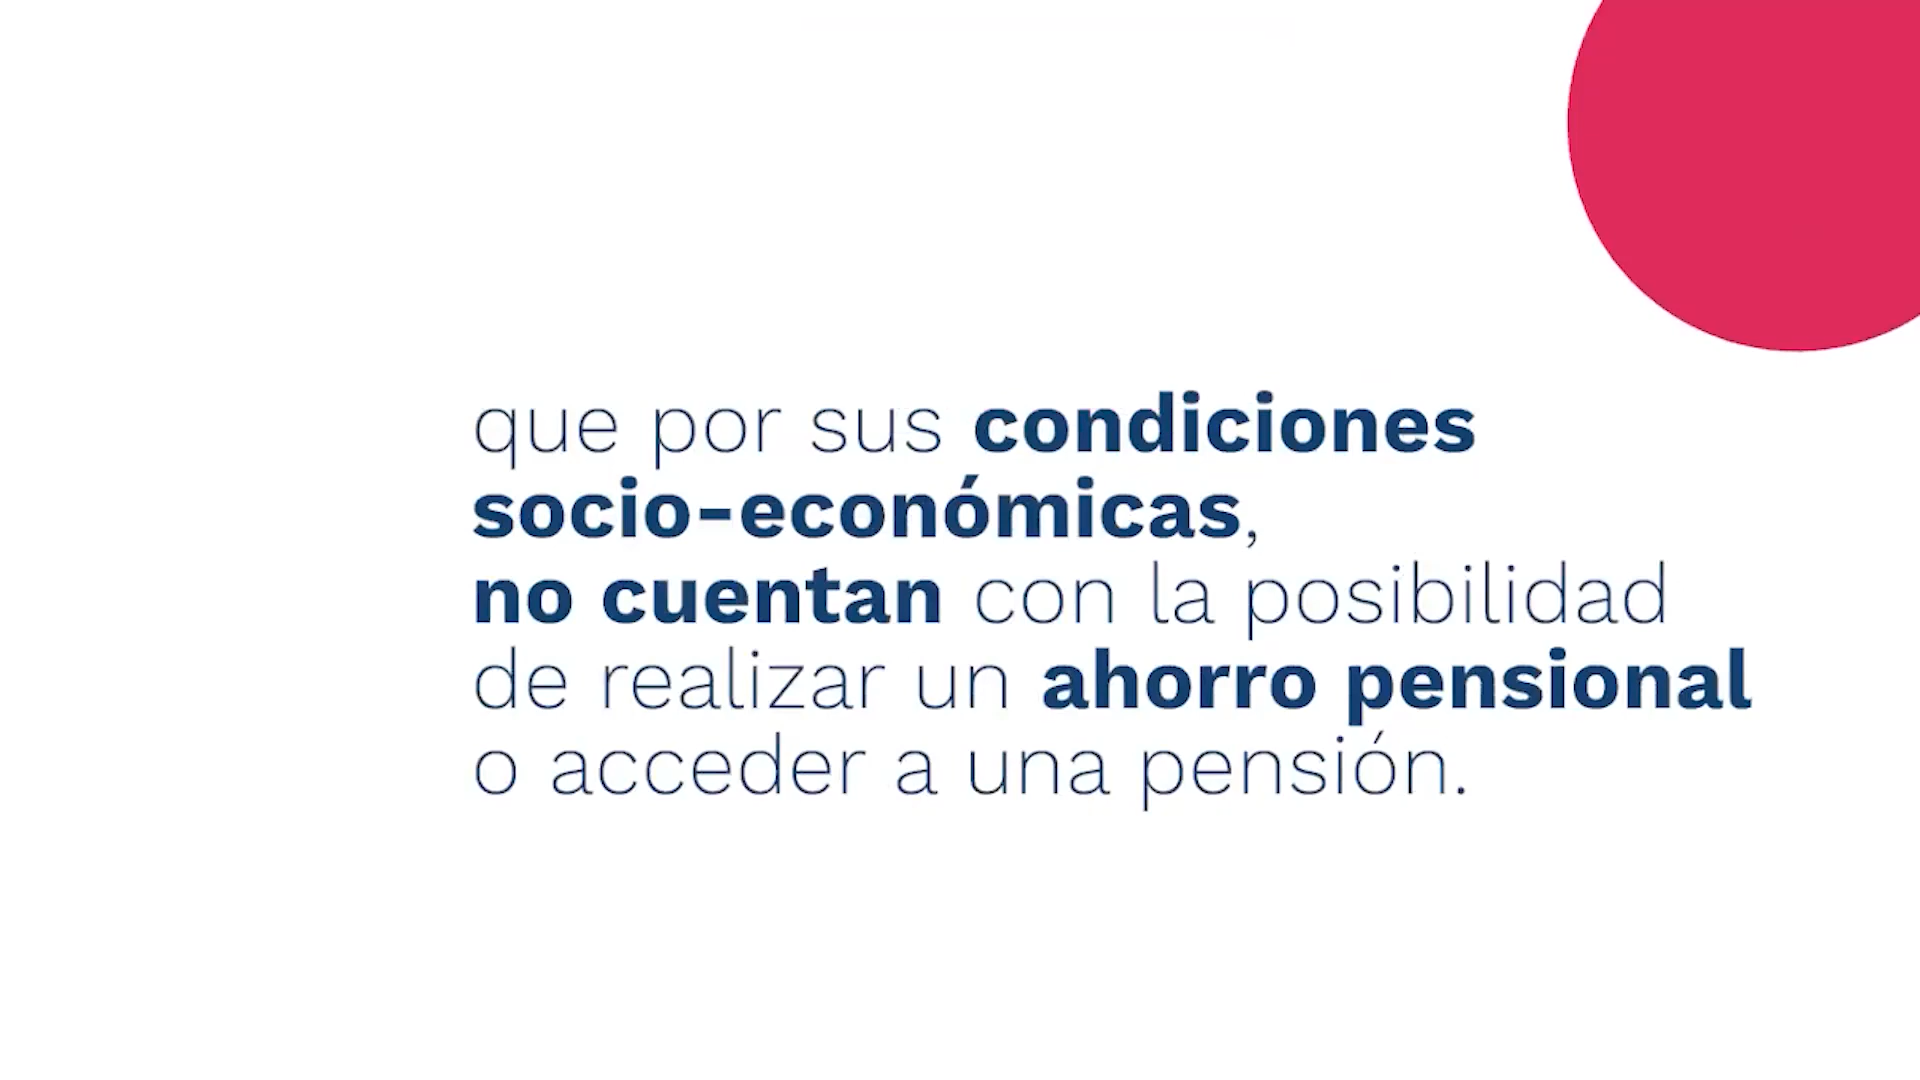 que por sus condiciones
socio-económicas,
no cuentan con la posibilidad
de realizar un ahorro pensional
o acceder a una pensión.